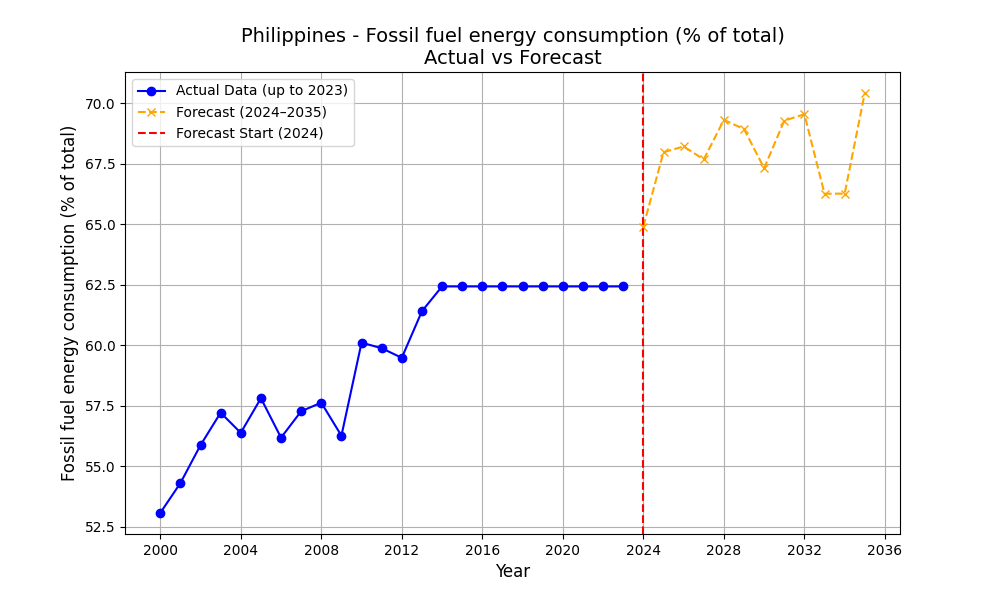 Philippines - Fossil fuel energy consumption (% of total)
Actual vs Forecast
Actual Data (up to 2023)
Forecast (2024–2035)
Forecast Start (2024)
Fossil fuel energy consumption (% of total)
70.0
67.5
65.0
62.5
60.0
57.5
55.0
52.5
2000 2004 2008 2012 2016 2020 2024 2028 2032 2036
Year